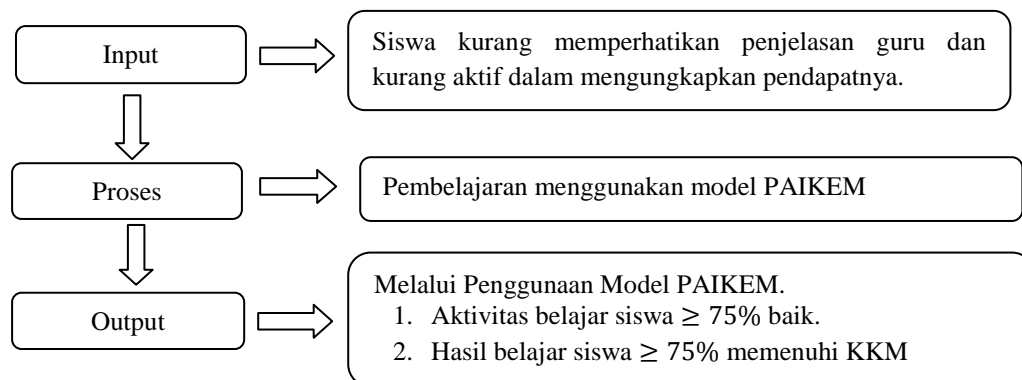 Input
Siswa kurang memperhatikan penjelasan guru dan
kurang aktif dalam mengungkapkan pendapatnya.
Proses
Pembelajaran menggunakan model PAIKEM
Output
Melalui Penggunaan Model PAIKEM.
1. Aktivitas belajar siswa ≥ 75% baik.
2. Hasil belajar siswa ≥ 75% memenuhi KKM